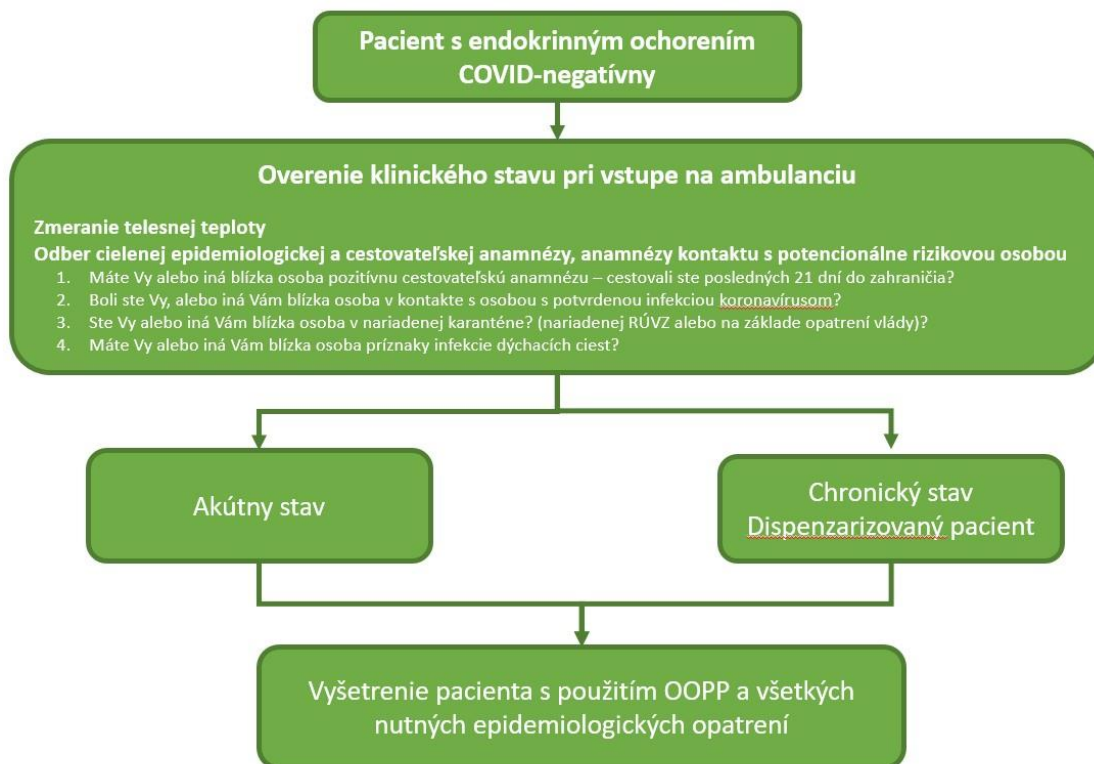 Pacient s endokrinným ochorením
COVID-negatívny
Overenie klinického stavu pri vstupe na ambulanciu
Zmeranie telesnej teploty
Odber cielenej epidemiologickej a cestovateľskej anamnézy, anamnézy kontaktu s potencionálne rizikovou osobou
1. Máte Vy alebo iná blízka osoba pozitívnu cestovateľskú anamnézu – cestovali ste posledných 21 dní do zahraničia?
2. Boli ste Vy, alebo iná Vám blízka osoba v kontakte s osobou s potvrdenou infekciou koronavírusom?
3. Ste Vy alebo iná Vám blízka osoba v nariadenej karanténe? (nariadenej RÚVZ alebo na základe opatrení vlády)?
4. Máte Vy alebo iná Vám blízka osoba príznaky infekcie dýchacích ciest?
Akútny stav
Chronický stav
Dispenzarizovaný pacient
Vyšetrenie pacienta s použitím OOPP a všetkých
nutných epidemiologických opatrení